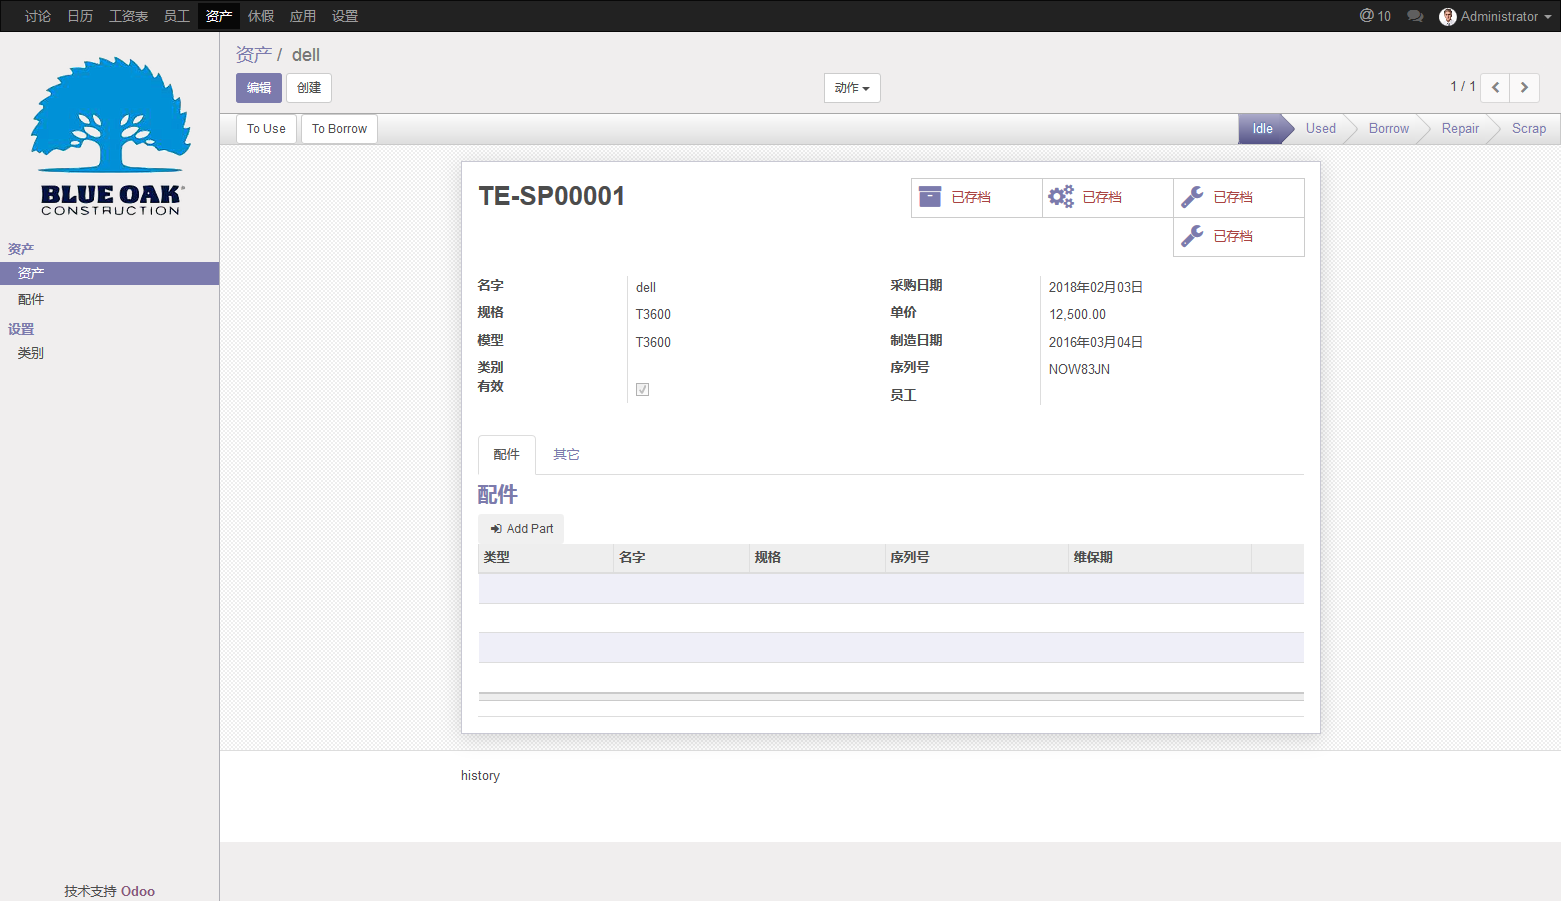 讨论 日历 工资表 员工 资产 休假 应用 设置 @ 10 Administrator
BLUE OAK
CONSTRUCTION
资产
资产
配件
设置
类别
技术支持 Odoo
资产 / dell
编辑 创建 动作 1 / 1
To Use To Borrow Idle Used Borrow Repair Scrap
TE-SP00001
已存档 已存档 已存档
已存档
名字 dell
规格 T3600
模型 T3600
类别
有效
采购日期 2018年02月03日
单价 12,500.00
制造日期 2016年03月04日
序列号 NOW83JN
员工
配件 其它
配件
Add Part
类型 名字 规格 序列号 维保期
history